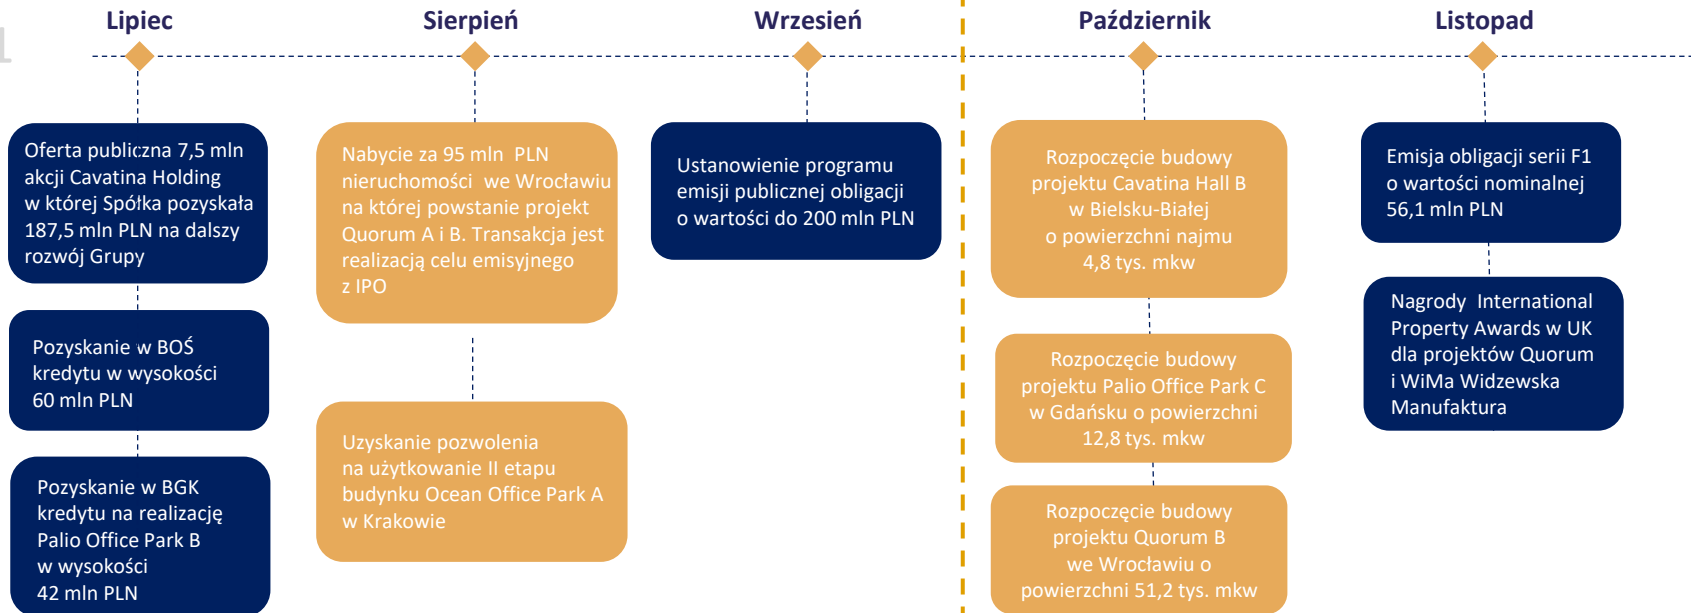 Lipiec
Sierpień
Wrzesień
Październik
Listopad
1
Oferta publiczna 7,5 mln
akcji Cavatina Holding
w której Spółka pozyskała
187,5 mln PLN na dalszy
rozwój Grupy
Pozyskanie w BOŚ
kredytu w wysokości
60 mln PLN
Pozyskanie w BGK
kredytu na realizację
Palio Office Park B
w wysokości
42 mln PLN
Nabycie za 95 mln PLN
nieruchomości we Wrocławiu
na której powstanie projekt
Quorum A i B. Transakcja jest
realizacją celu emisyjnego
z IPO
Uzyskanie pozwolenia
na użytkowanie II etapu
budynku Ocean Office Park A
w Krakowie
Ustanowienie programu
emisji publicznej obligacji
o wartości do 200 mln PLN
Rozpoczęcie budowy
projektu Cavatina Hall B
w Bielsku-Białej
o powierzchni najmu
4,8 tys. mkw
Rozpoczęcie budowy
projektu Palio Office Park C
w Gdańsku o powierzchni
12,8 tys. mkw
Rozpoczęcie budowy
projektu Quorum B
we Wrocławiu o
powierzchni 51,2 tys. mkw
Emisja obligacji serii F1
o wartości nominalnej
56,1 mln PLN
Nagrody International
Property Awards w UK
dla projektów Quorum
i WiMa Widzewska
Manufaktura